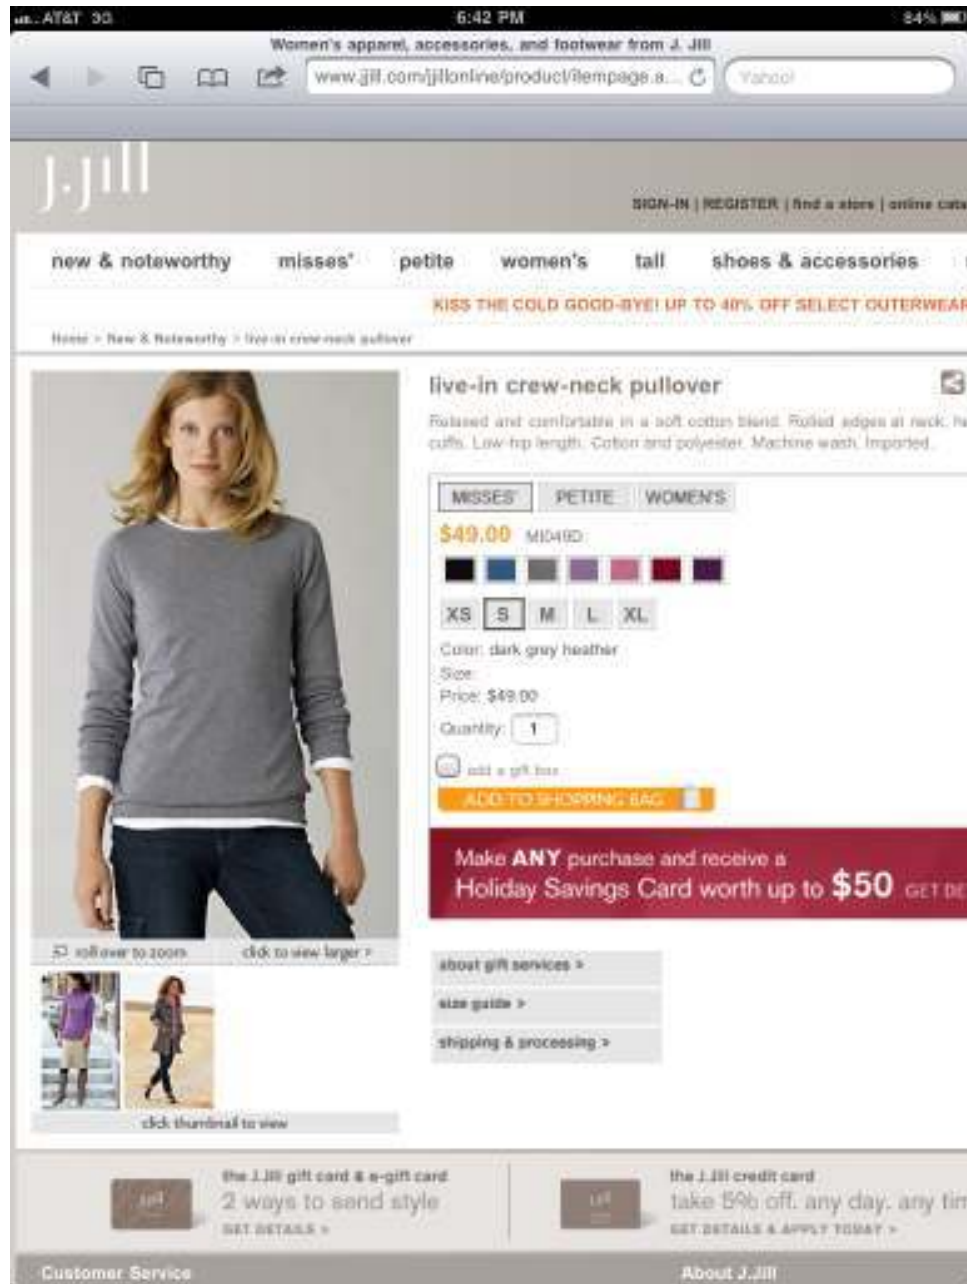 AT&T 3G 6:42 PM 84%
Women's apparel, accessories, and footwear from J. Jill
www.jjill.com/jjillonline/product/itempage.a... Yahoo!
j.jill
SIGN-IN | REGISTER | find a store | online cata
new & noteworthy misses' petite women's tall shoes & accessories
KISS THE COLD GOOD-BYE! UP TO 40% OFF SELECT OUTERWEAR
Home > New & Noteworthy > live-in crew-neck pullover
live-in crew-neck pullover
Relaxed and comfortable in a soft cotton blend. Rolled edges at neck, he
cuffs. Low-hip length. Cotton and polyester. Machine wash. Imported.
MISSES' PETITE WOMEN'S
$49.00 MI049D
XS S M L XL
Color: dark grey heather
Size:
Price: $49.00
Quantity: 1
add a gift box
ADD TO SHOPPING BAG
Make ANY purchase and receive a
Holiday Savings Card worth up to $50 GET DE
roll over to zoom click to view larger >
about gift services >
size guide >
shipping & processing >
click thumbnail to view
the J.Jill gift card & e-gift card
2 ways to send style
GET DETAILS >
the J.Jill credit card
take 5% off. any day. any tim
GET DETAILS & APPLY TODAY >
Customer Service About J.Jill